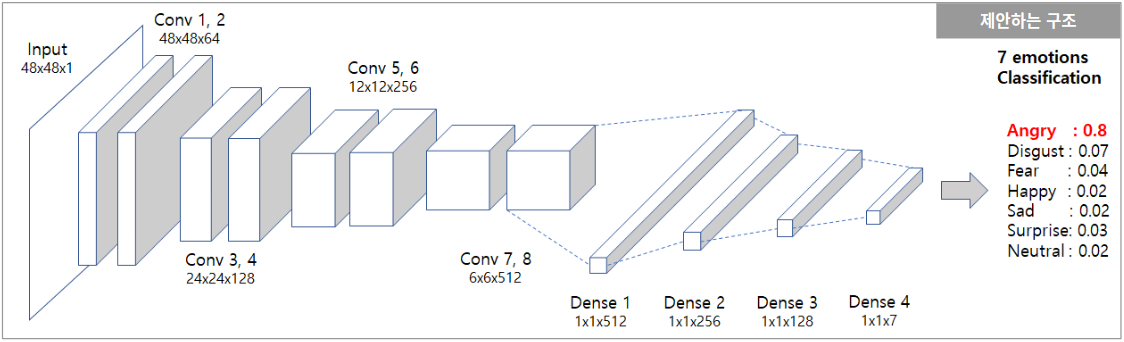 제안하는 구조
Input
48x48x1
Conv 1, 2
48x48x64
Conv 3, 4
24x24x128
Conv 5, 6
12x12x256
Conv 7, 8
6x6x512
Dense 1
1x1x512
Dense 2
1x1x256
Dense 3
1x1x128
Dense 4
1x1x7
7 emotions
Classification
Angry : 0.8
Disgust : 0.07
Fear : 0.04
Happy : 0.02
Sad : 0.02
Surprise : 0.03
Neutral : 0.02